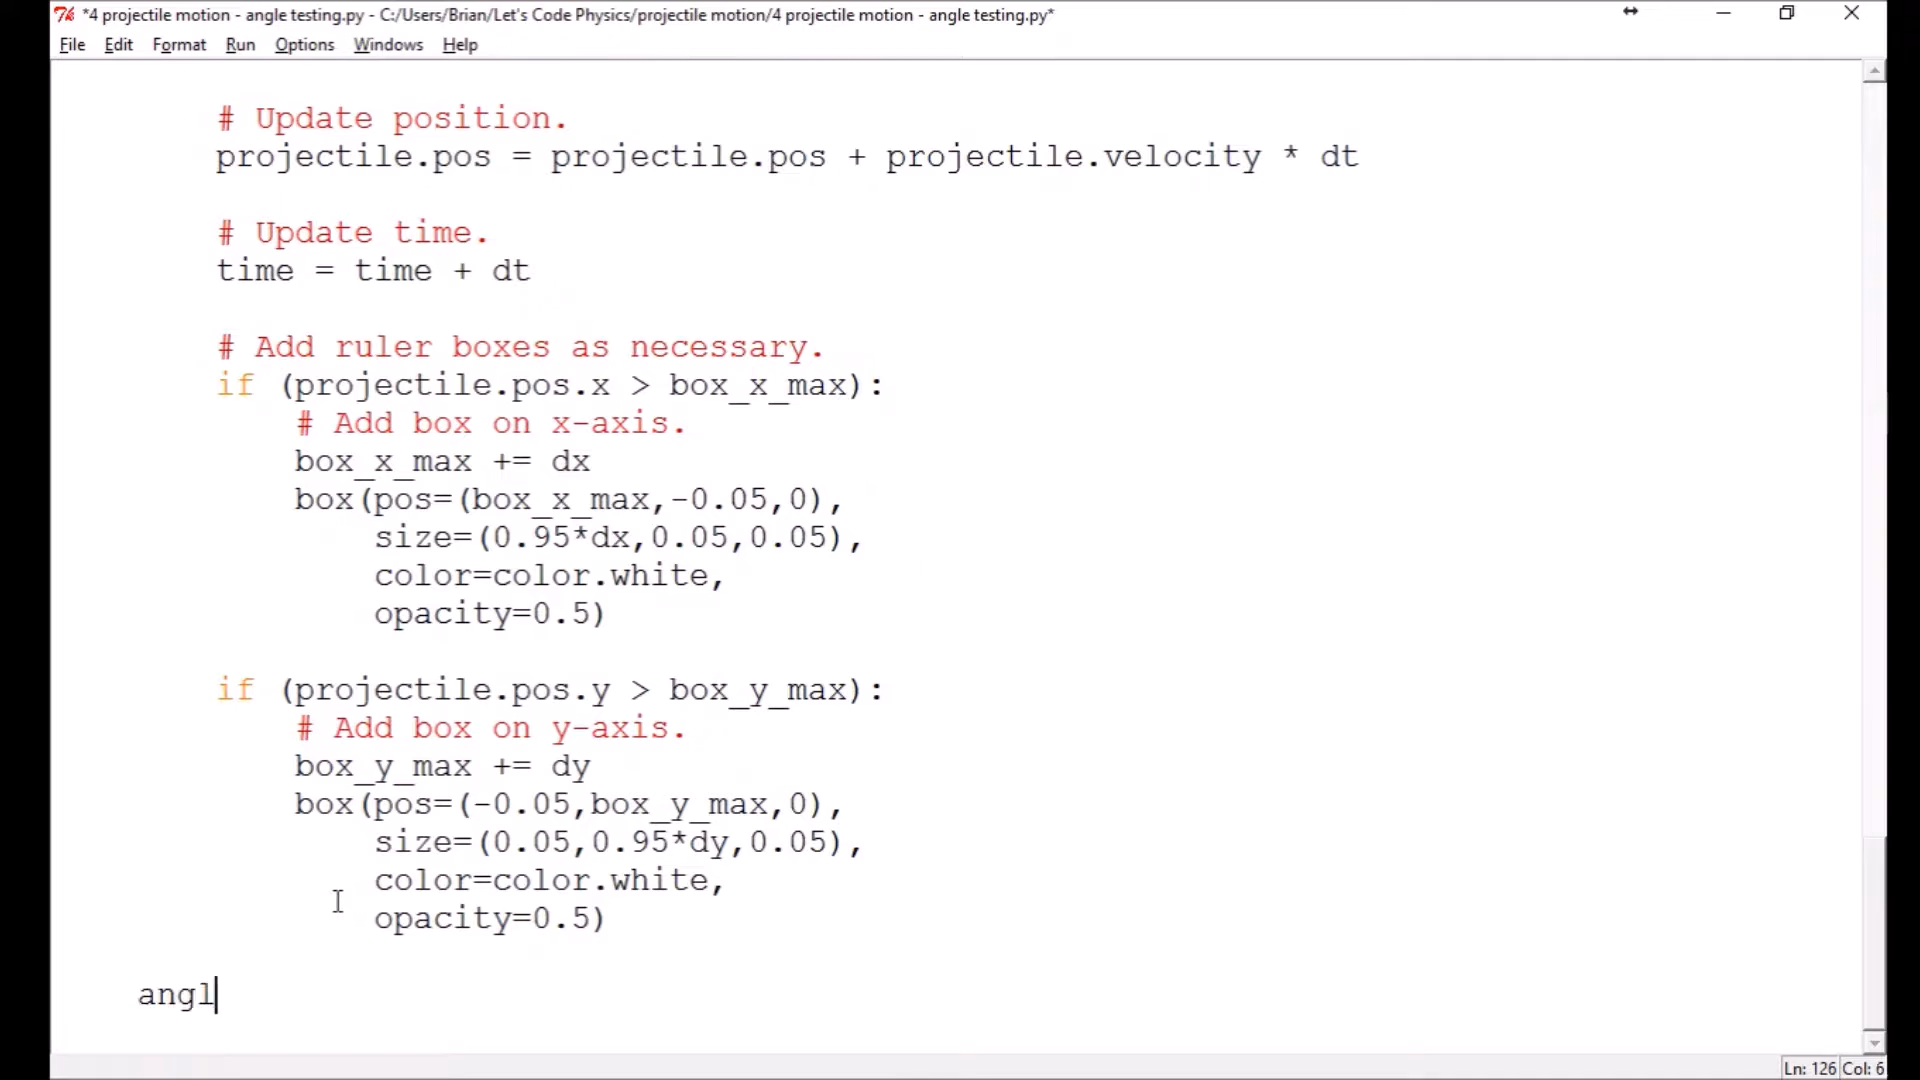 *4 projectile motion - angle testing.py - C:/Users/Brian/Let's Code Physics/projectile motion/4 projectile motion - angle testing.py*
File Edit Format Run Options Windows Help
# Update position.
projectile.pos = projectile.pos + projectile.velocity * dt
# Update time.
time = time + dt
# Add ruler boxes as necessary.
if (projectile.pos.x > box_x_max):
# Add box on x-axis.
box_x_max += dx
box(pos=(box_x_max,-0.05,0),
size=(0.95*dx,0.05,0.05),
color=color.white,
opacity=0.5)
if (projectile.pos.y > box_y_max):
# Add box on y-axis.
box_y_max += dy
box(pos=(-0.05,box_y_max,0),
size=(0.05,0.95*dy,0.05),
color=color.white,
opacity=0.5)
angl
Ln: 126 Col: 6